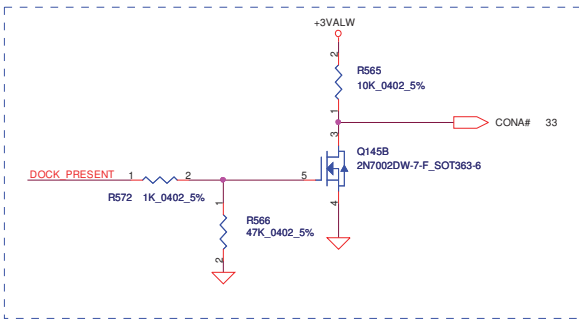 +3VALW
2
R565
10K_0402_5%
1
CONA# 33
3
Q145B
2N7002DW-7-F_SOT363-6
DOCK_PRESENT 1 2 5
R572 1K_0402_5%
4
1
R566
47K_0402_5%
2